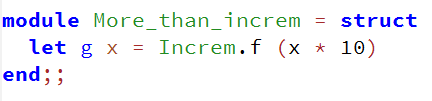 module More_than_increm = struct
  let g x = Increm.f (x * 10)
end;;